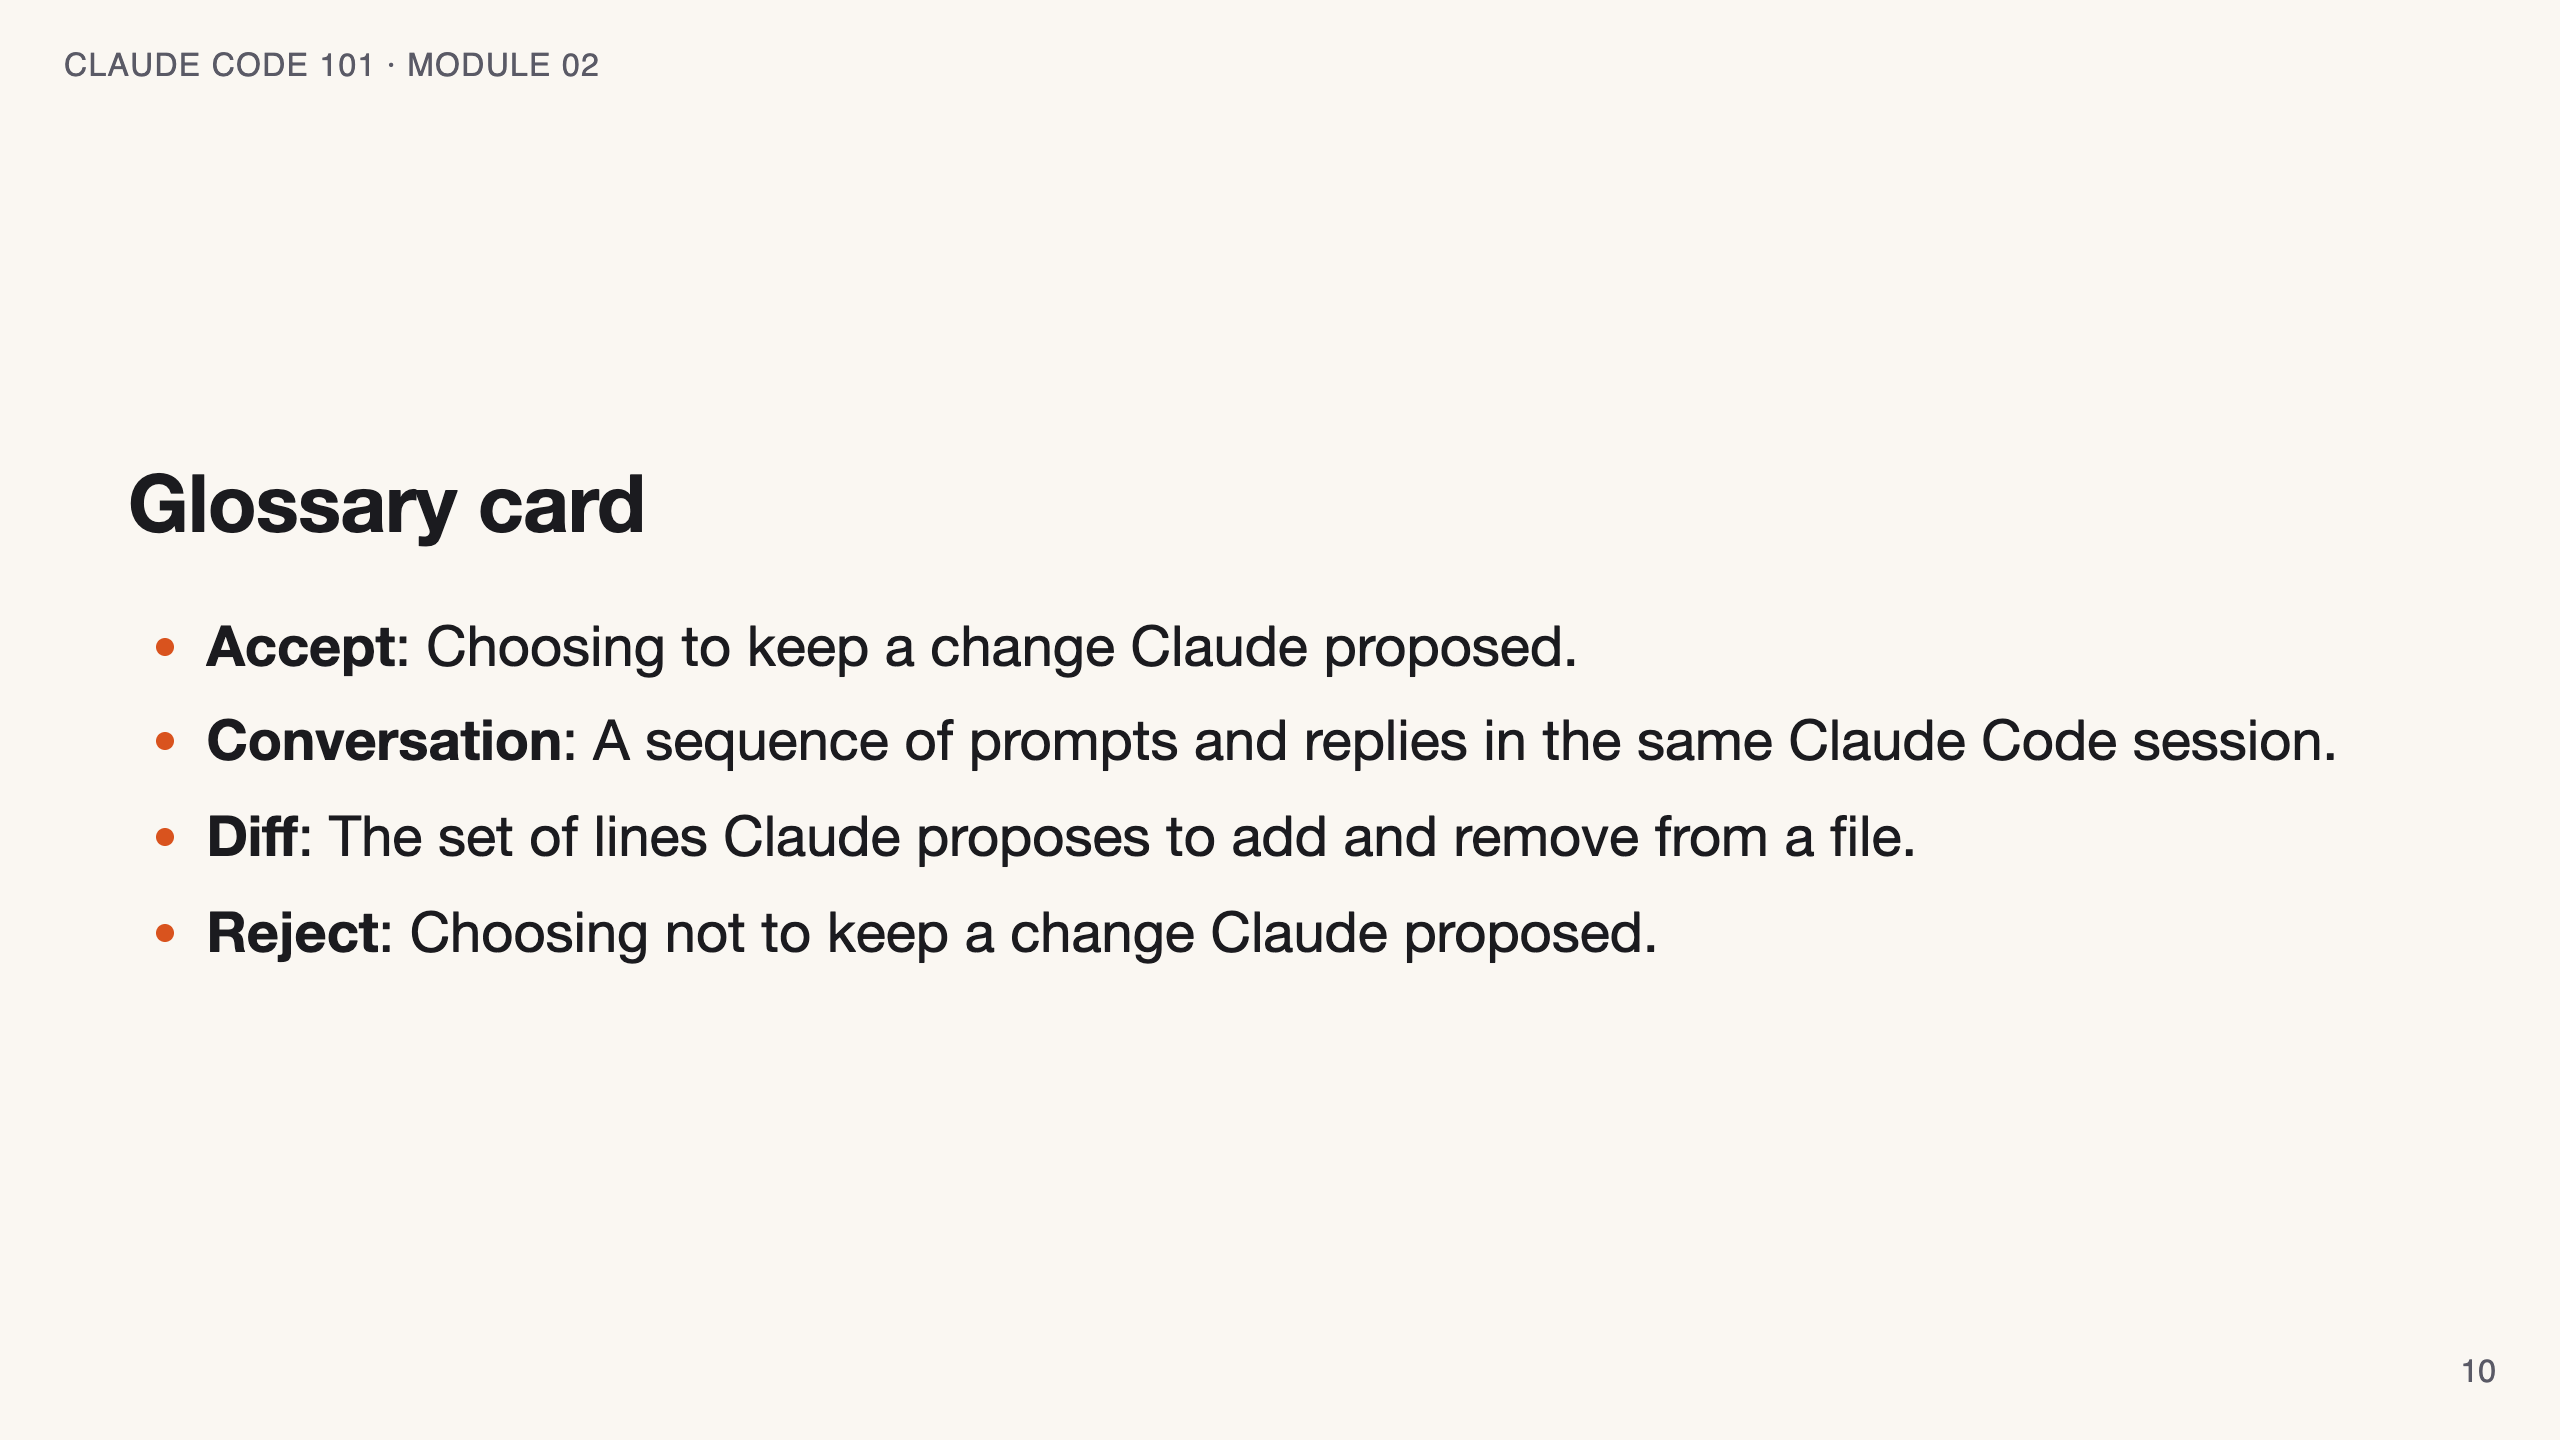 CLAUDE CODE 101 · MODULE 02
Glossary card
• Accept: Choosing to keep a change Claude proposed.
• Conversation: A sequence of prompts and replies in the same Claude Code session.
• Diff: The set of lines Claude proposes to add and remove from a file.
• Reject: Choosing not to keep a change Claude proposed.
10